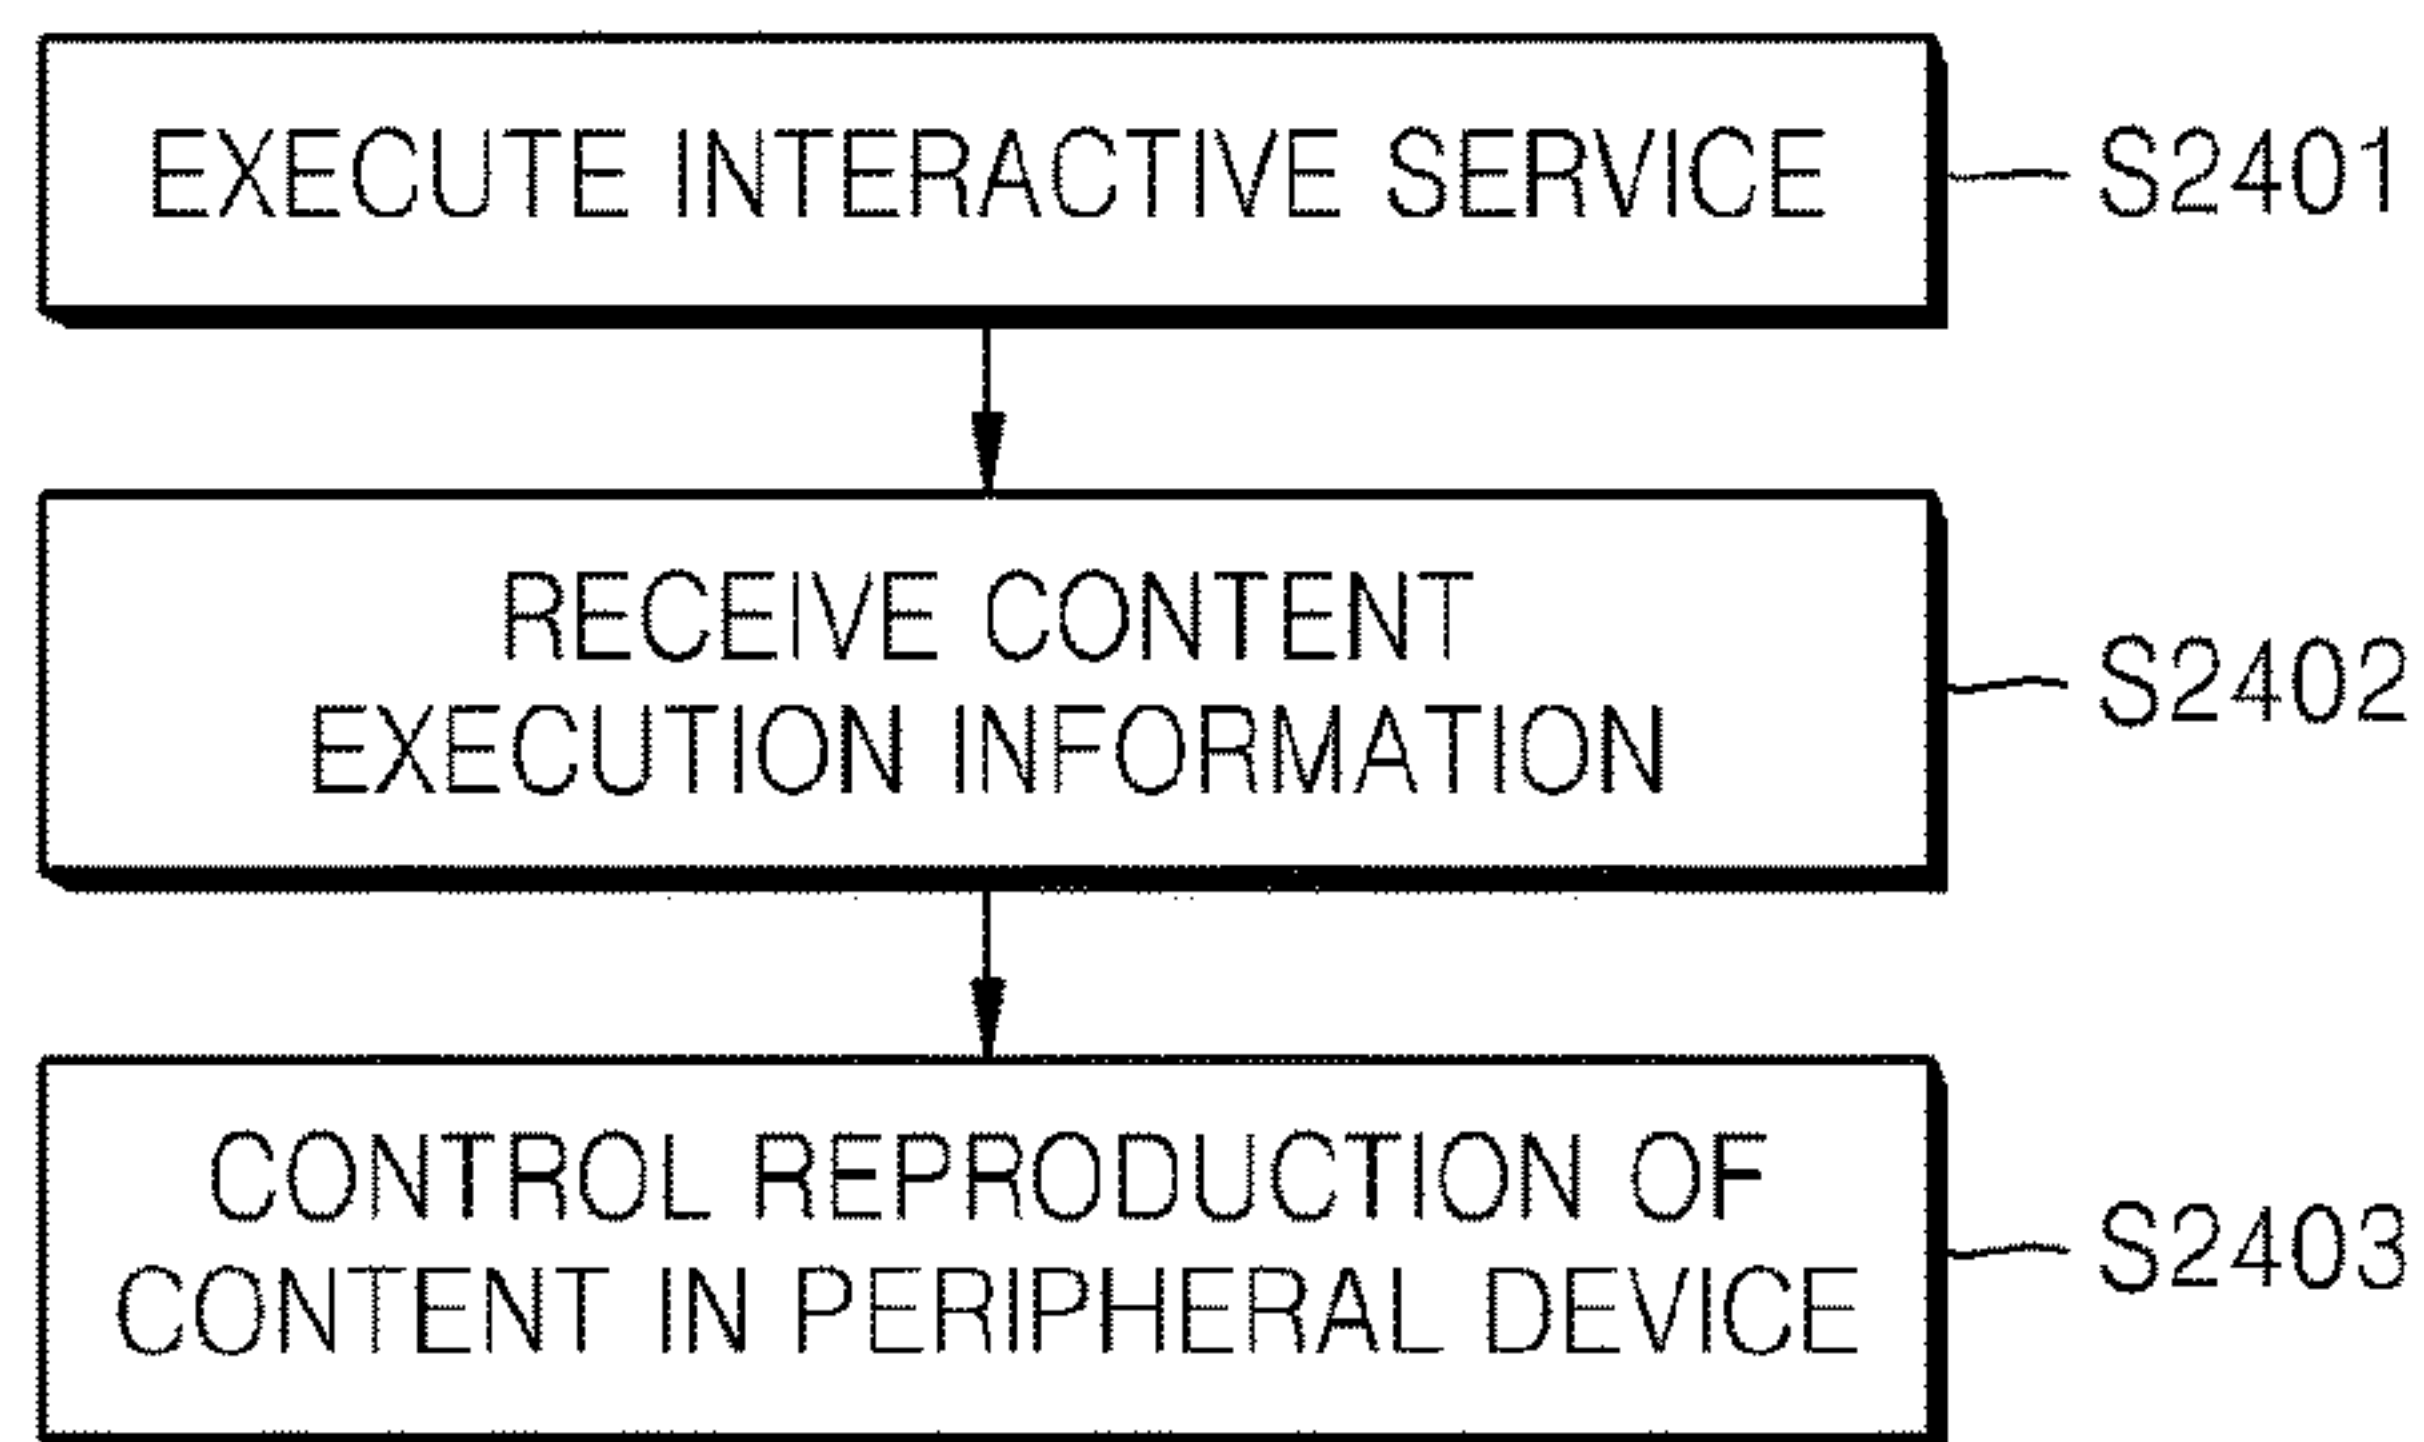 EXECUTE INTERACTIVE SERVICE
S2401
RECEIVE CONTENT
EXECUTION INFORMATION
S2402
CONTROL REPRODUCTION OF
CONTENT IN PERIPHERAL DEVICE
S2403